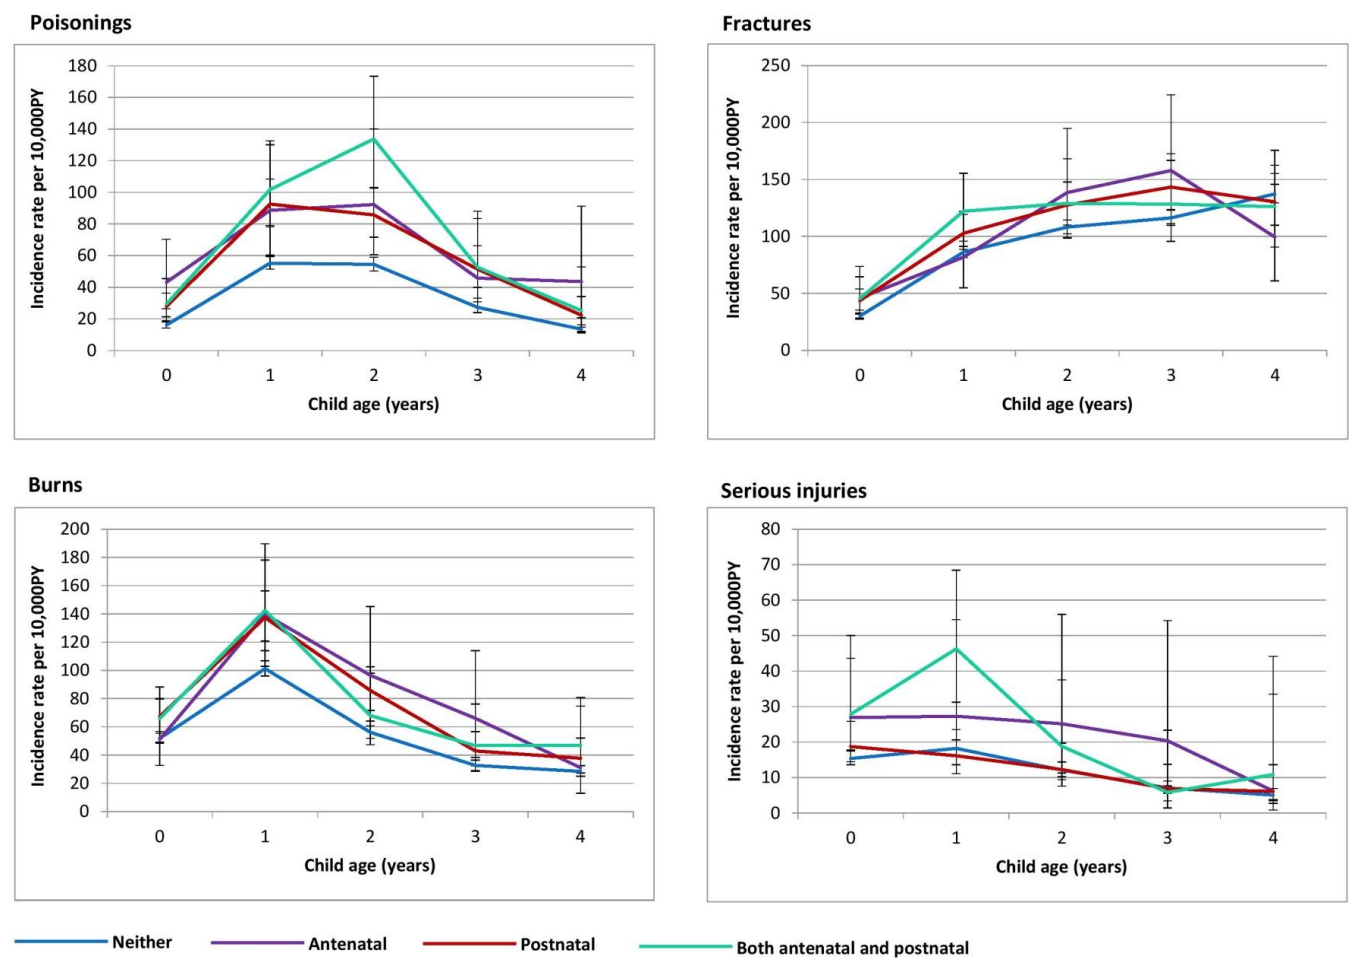 Poisonings
Incidence rate per 10,000PY
180
160
140
120
100
80
60
40
20
0
0 1 2 3 4
Child age (years)
Fractures
Incidence rate per 10,000PY
250
200
150
100
50
0
0 1 2 3 4
Child age (years)
Burns
Incidence rate per 10,000PY
200
180
160
140
120
100
80
60
40
20
0
0 1 2 3 4
Child age (years)
Serious injuries
Incidence rate per 10,000PY
80
70
60
50
40
30
20
10
0
0 1 2 3 4
Child age (years)
Neither Antenatal Postnatal Both antenatal and postnatal